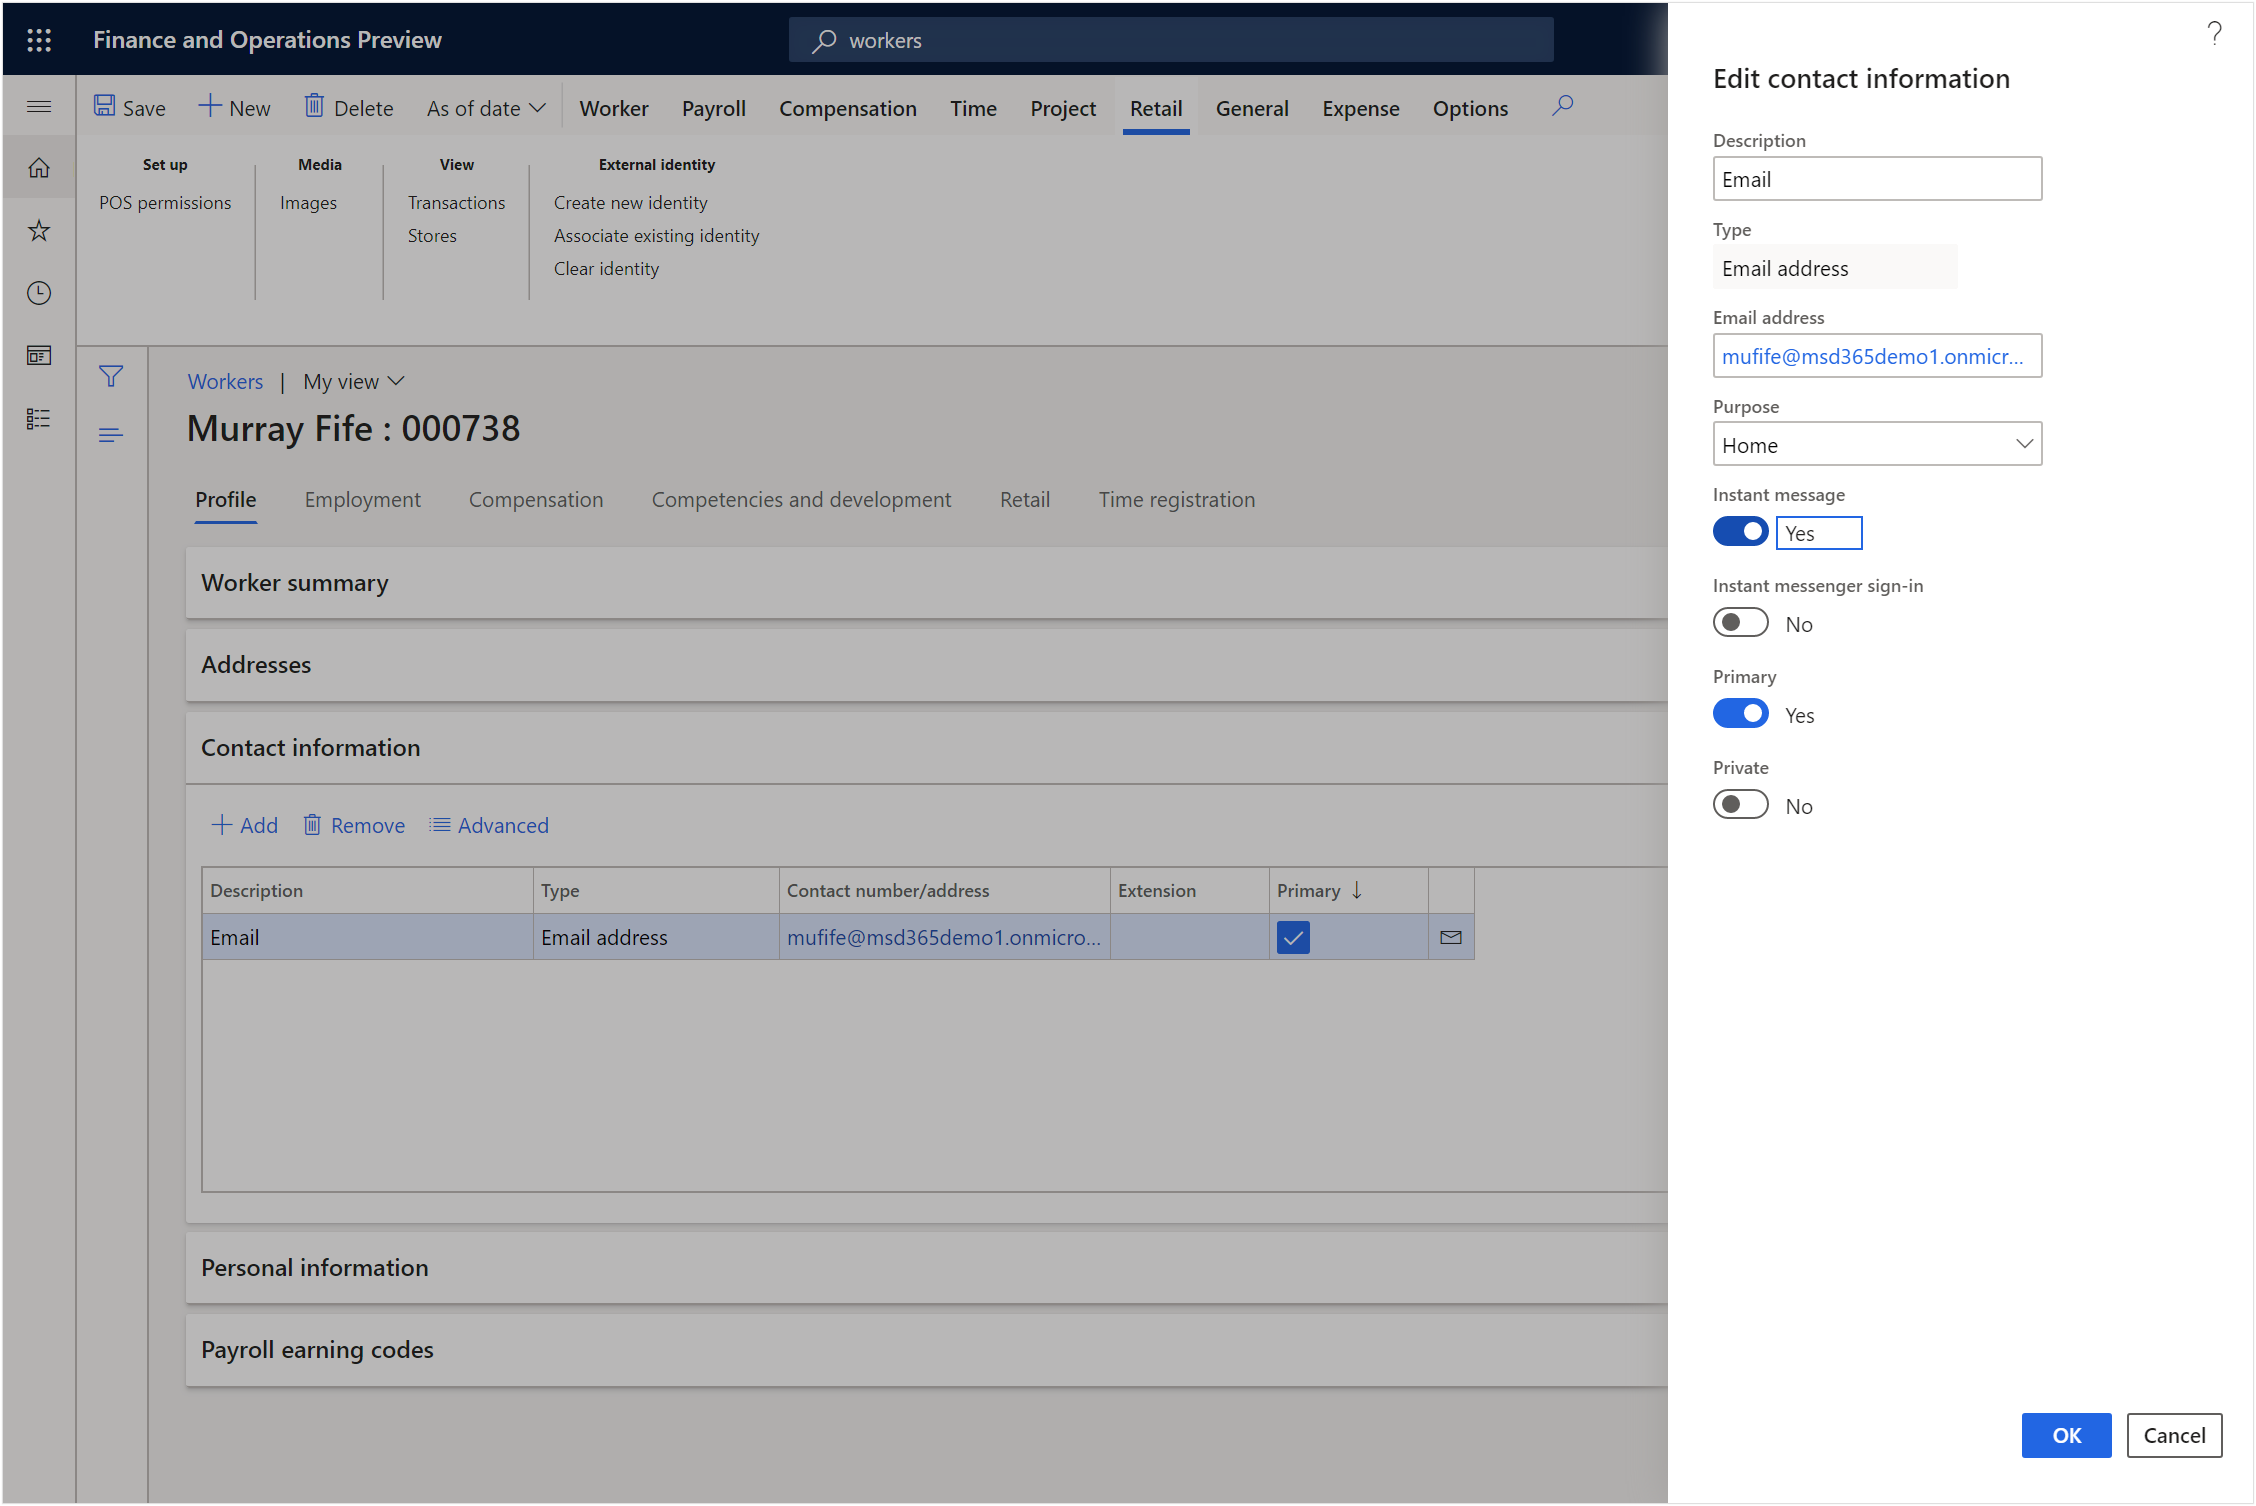 Finance and Operations Preview
workers
Save New Delete As of date Worker Payroll Compensation Time Project Retail General Expense Options
Set up Media View External identity
POS permissions Images Transactions Create new identity
Stores Associate existing identity
Clear identity
Workers | My view
Murray Fife : 000738
Profile Employment Compensation Competencies and development Retail Time registration
Worker summary
Addresses
Contact information
Add Remove Advanced
Description Type Contact number/address Extension Primary
Email Email address mufife@msd365demo1.onmicro...
Personal information
Payroll earning codes
?
Edit contact information
Description
Email
Type
Email address
Email address
mufife@msd365demo1.onmicr...
Purpose
Home
Instant message
Yes
Instant messenger sign-in
No
Primary
Yes
Private
No
OK Cancel